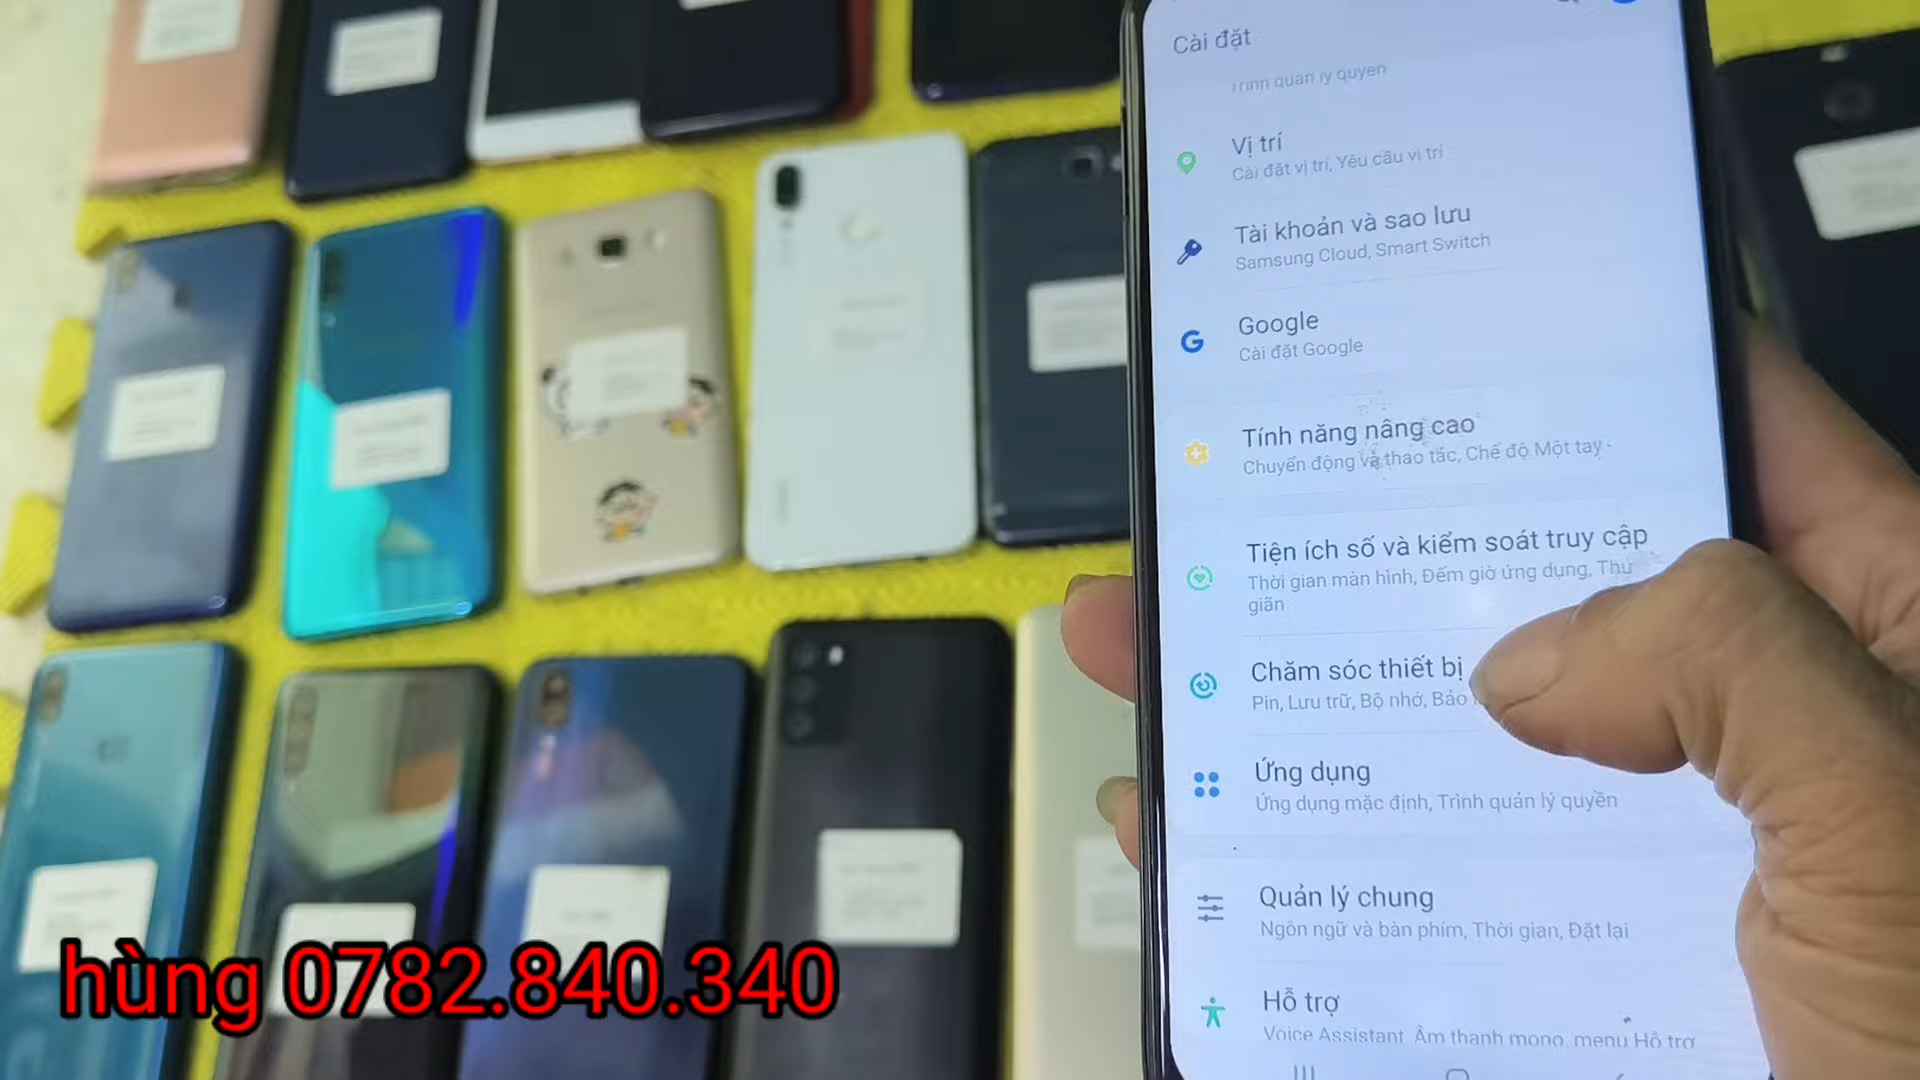 Cài đặt
Trình quản lý quyền
Vị trí
Cài đặt vị trí, Yêu cầu vị trí
Tài khoản và sao lưu
Samsung Cloud, Smart Switch
Google
Cài đặt Google
Tính năng nâng cao
Chuyển động và thao tác, Chế độ Một tay
Tiện ích số và kiểm soát truy cập
Thời gian màn hình, Đếm giờ ứng dụng, Thư
giãn
Chăm sóc thiết bị
Pin, Lưu trữ, Bộ nhớ, Bảo
Ứng dụng
Ứng dụng mặc định, Trình quản lý quyền
Quản lý chung
Ngôn ngữ và bàn phím, Thời gian, Đặt lại
Hỗ trợ
Voice Assistant, Âm thanh mono, menu Hỗ trợ
hùng 0782.840.340